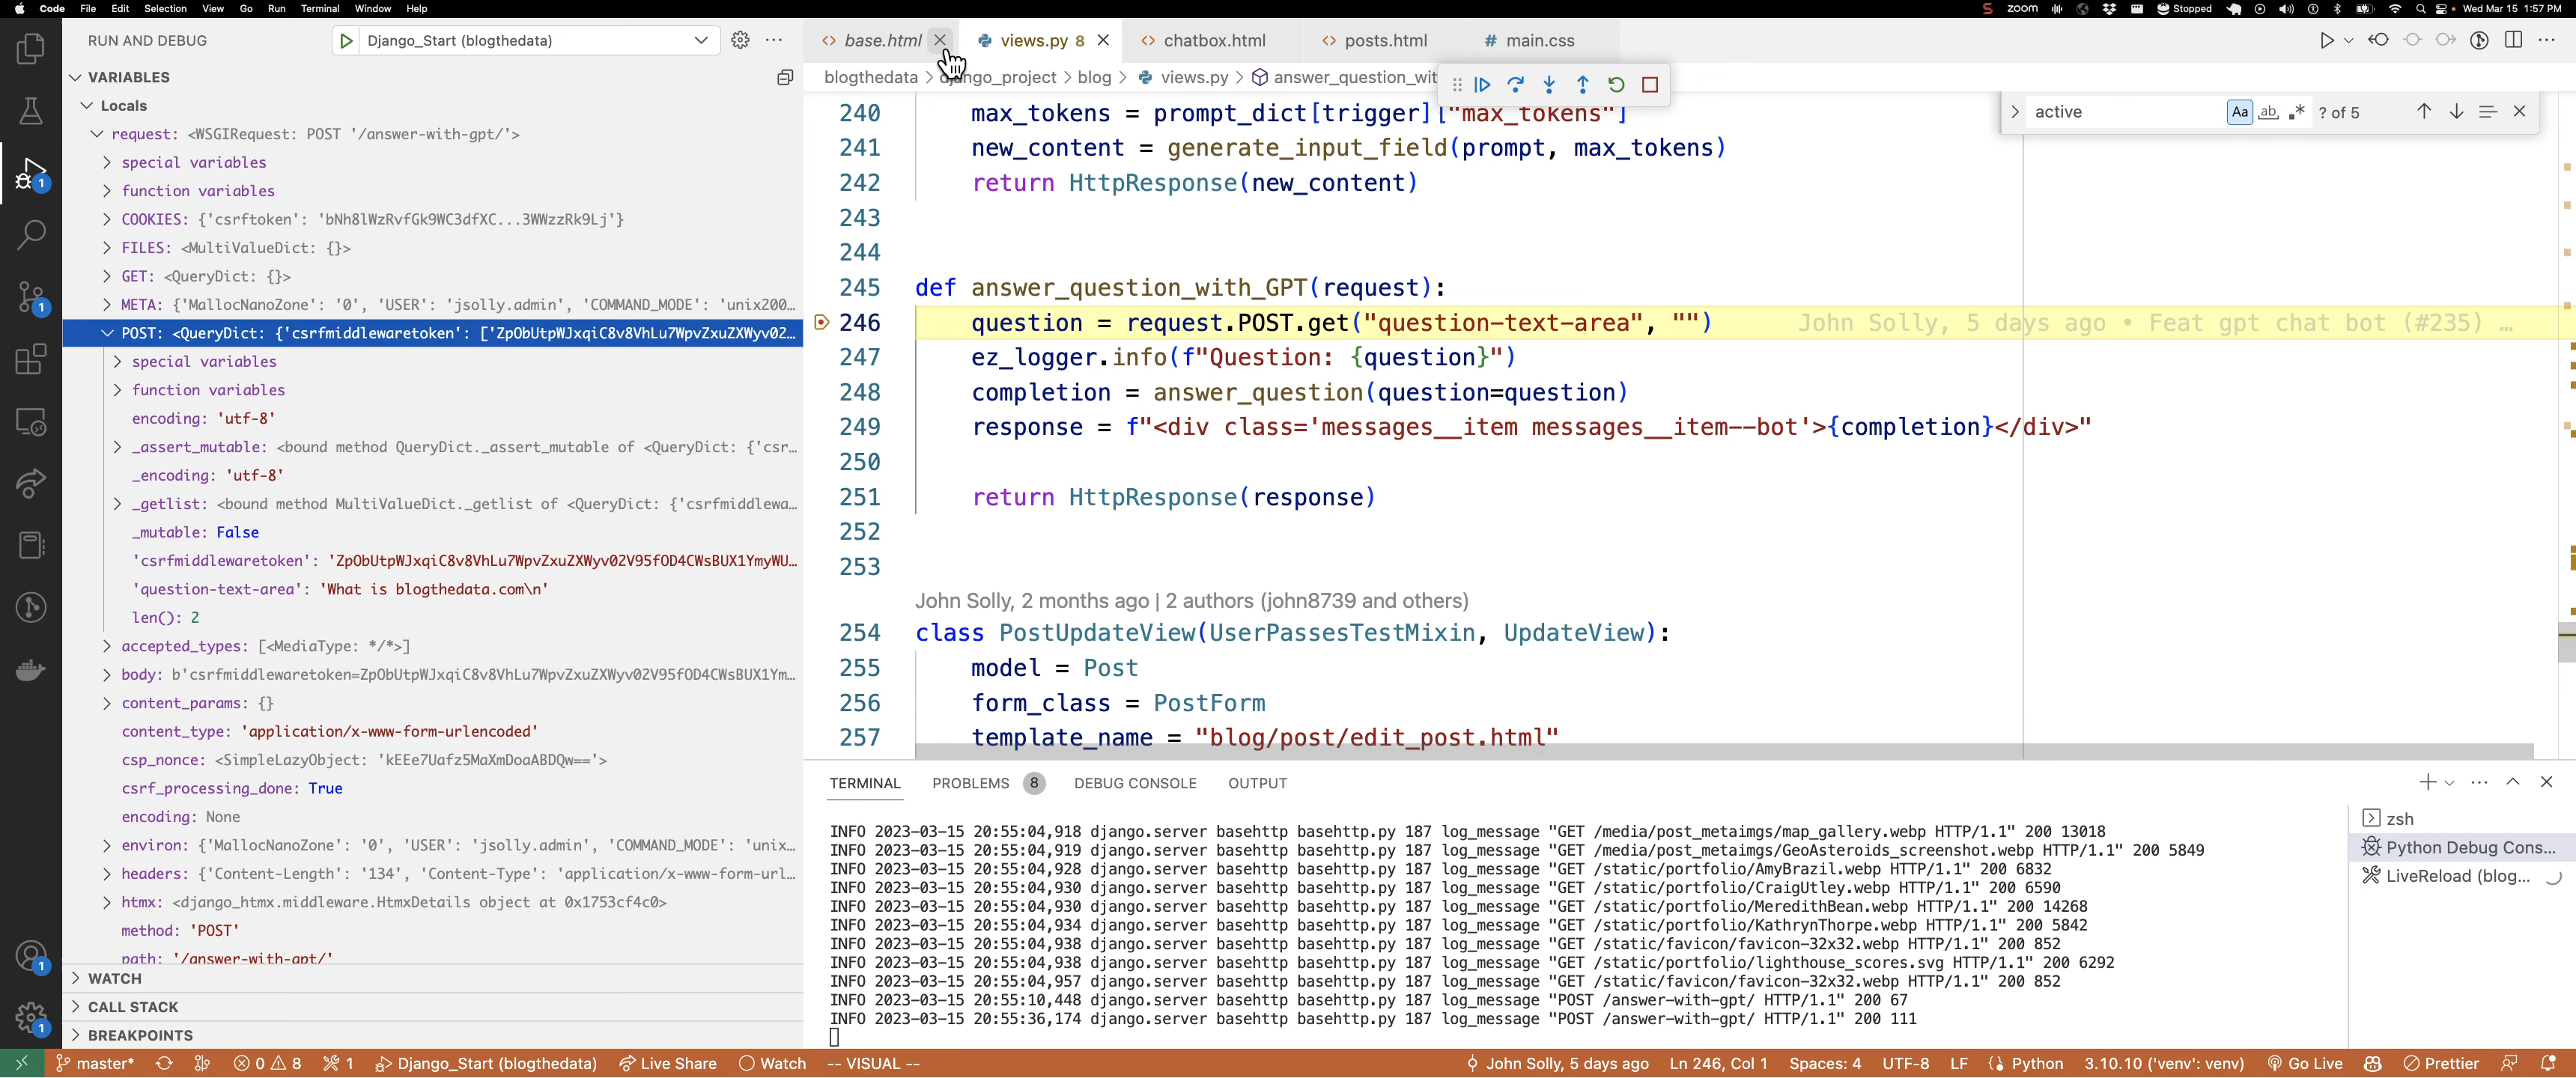 Code File Edit Selection View Go Run Terminal Window Help
zoom Stopped Wed Mar 15 1:57 PM
RUN AND DEBUG Django_Start (blogthedata)
base.html views.py 8 chatbox.html posts.html main.css
VARIABLES
blogthedata > django_project > blog > views.py > answer_question_wit
active Aa ab ? of 5
Locals
request: <WSGIRequest: POST '/answer-with-gpt/'>
special variables
function variables
COOKIES: {'csrftoken': 'bNh8lWzRvfGk9WC3dfXC...3WWzzRk9Lj'}
FILES: <MultiValueDict: {}>
GET: <QueryDict: {}>
META: {'MallocNanoZone': '0', 'USER': 'jsolly.admin', 'COMMAND_MODE': 'unix200...
POST: <QueryDict: {'csrfmiddlewaretoken': ['ZpObUtpWJxqiC8v8VhLu7WpvZxuZXWyv02...
special variables
function variables
encoding: 'utf-8'
_assert_mutable: <bound method QueryDict._assert_mutable of <QueryDict: {'csr...
_encoding: 'utf-8'
_getlist: <bound method MultiValueDict._getlist of <QueryDict: {'csrfmiddlewa...
_mutable: False
'csrfmiddlewaretoken': 'ZpObUtpWJxqiC8v8VhLu7WpvZxuZXWyv02V95fOD4CWsBUX1YmyWU...
'question-text-area': 'What is blogthedata.com\n'
len(): 2
accepted_types: [<MediaType: */*>]
body: b'csrfmiddlewaretoken=ZpObUtpWJxqiC8v8VhLu7WpvZxuZXWyv02V95fOD4CWsBUX1Ym...
content_params: {}
content_type: 'application/x-www-form-urlencoded'
csp_nonce: <SimpleLazyObject: 'kEEe7Uafz5MaXmDoaABDQw=='>
csrf_processing_done: True
encoding: None
environ: {'MallocNanoZone': '0', 'USER': 'jsolly.admin', 'COMMAND_MODE': 'unix...
headers: {'Content-Length': '134', 'Content-Type': 'application/x-www-form-url...
htmx: <django_htmx.middleware.HtmxDetails object at 0x1753cf4c0>
method: 'POST'
path: '/answer-with-gpt/'
WATCH
CALL STACK
BREAKPOINTS
240 max_tokens = prompt_dict[trigger]["max_tokens"]
241 new_content = generate_input_field(prompt, max_tokens)
242 return HttpResponse(new_content)
243
244
245 def answer_question_with_GPT(request):
246 question = request.POST.get("question-text-area", "") John Solly, 5 days ago • Feat gpt chat bot (#235) …
247 ez_logger.info(f"Question: {question}")
248 completion = answer_question(question=question)
249 response = f"<div class='messages__item messages__item--bot'>{completion}</div>"
250
251 return HttpResponse(response)
252
253
John Solly, 2 months ago | 2 authors (john8739 and others)
254 class PostUpdateView(UserPassesTestMixin, UpdateView):
255 model = Post
256 form_class = PostForm
257 template_name = "blog/post/edit_post.html"
TERMINAL PROBLEMS 8 DEBUG CONSOLE OUTPUT
INFO 2023-03-15 20:55:04,918 django.server basehttp basehttp.py 187 log_message "GET /media/post_metaimgs/map_gallery.webp HTTP/1.1" 200 13018
INFO 2023-03-15 20:55:04,919 django.server basehttp basehttp.py 187 log_message "GET /media/post_metaimgs/GeoAsteroids_screenshot.webp HTTP/1.1" 200 5849
INFO 2023-03-15 20:55:04,928 django.server basehttp basehttp.py 187 log_message "GET /static/portfolio/AmyBrazil.webp HTTP/1.1" 200 6832
INFO 2023-03-15 20:55:04,930 django.server basehttp basehttp.py 187 log_message "GET /static/portfolio/CraigUtley.webp HTTP/1.1" 200 6590
INFO 2023-03-15 20:55:04,930 django.server basehttp basehttp.py 187 log_message "GET /static/portfolio/MeredithBean.webp HTTP/1.1" 200 14268
INFO 2023-03-15 20:55:04,934 django.server basehttp basehttp.py 187 log_message "GET /static/portfolio/KathrynThorpe.webp HTTP/1.1" 200 5842
INFO 2023-03-15 20:55:04,938 django.server basehttp basehttp.py 187 log_message "GET /static/favicon/favicon-32x32.webp HTTP/1.1" 200 852
INFO 2023-03-15 20:55:04,938 django.server basehttp basehttp.py 187 log_message "GET /static/portfolio/lighthouse_scores.svg HTTP/1.1" 200 6292
INFO 2023-03-15 20:55:04,957 django.server basehttp basehttp.py 187 log_message "GET /static/favicon/favicon-32x32.webp HTTP/1.1" 200 852
INFO 2023-03-15 20:55:10,448 django.server basehttp basehttp.py 187 log_message "POST /answer-with-gpt/ HTTP/1.1" 200 67
INFO 2023-03-15 20:55:36,174 django.server basehttp basehttp.py 187 log_message "POST /answer-with-gpt/ HTTP/1.1" 200 111
zsh
Python Debug Cons...
LiveReload (blog...
master* 0 8 1 Django_Start (blogthedata) Live Share Watch -- VISUAL -- John Solly, 5 days ago Ln 246, Col 1 Spaces: 4 UTF-8 LF Python 3.10.10 ('venv': venv) Go Live Prettier